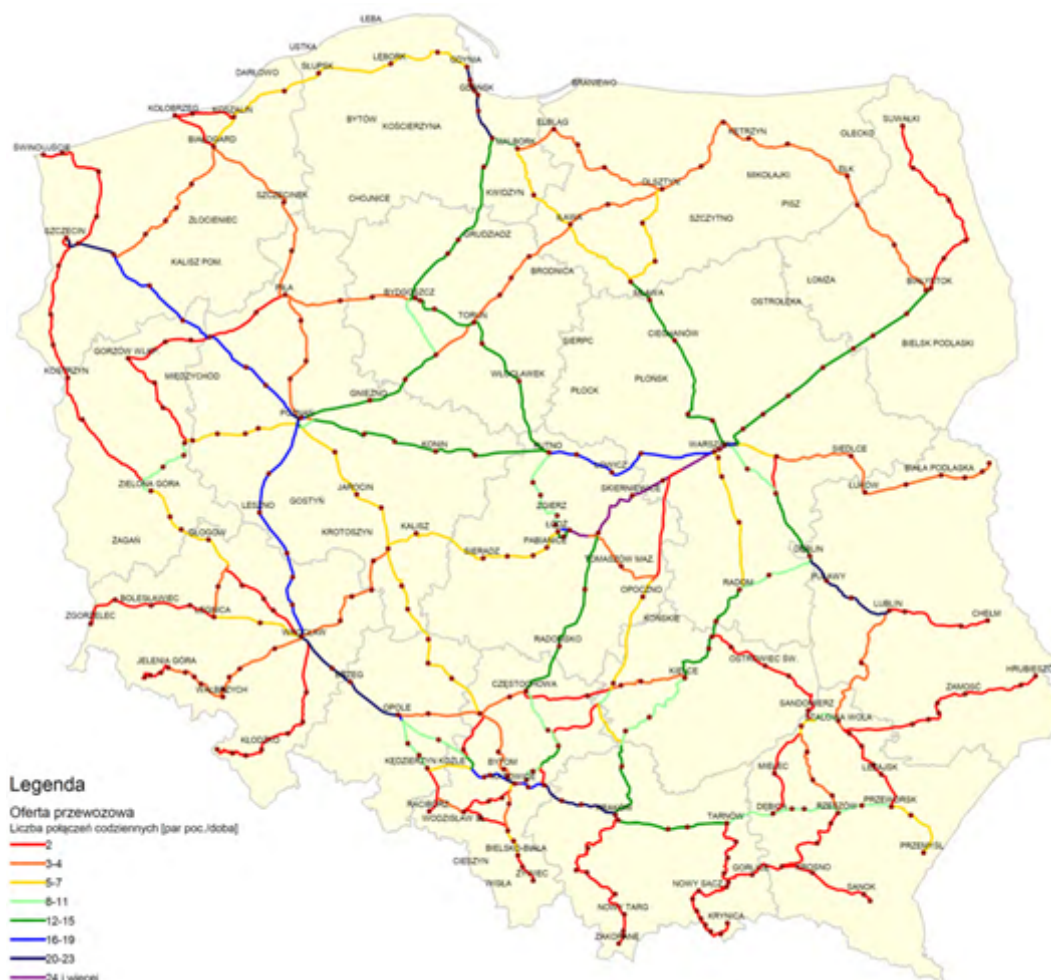 ŁEBA
USTKA
DARŁOWO
SŁUPSK
LĘBORK
GDYNIA
GDAŃSK
BRANIEWO
KOŁOBRZEG
KOSZALIN
BIAŁOGARD
BYTÓW
KOŚCIERZYNA
ELBLĄG
MALBORK
KĘTRZYN
OLECKO
SUWAŁKI
ŚWINOUJŚCIE
SZCZECINEK
CHOJNICE
KWIDZYN
OLSZTYN
MIKOŁAJKI
EŁK
PISZ
SZCZECIN
ZŁOCIENIEC
KALISZ POM.
GRUDZIĄDZ
IŁAWA
SZCZYTNO
BRODNICA
PIŁA
BYDGOSZCZ
TORUŃ
MŁAWA
ŁOMŻA
OSTROŁĘKA
BIAŁYSTOK
GORZÓW WLKP.
SIERPC
CIECHANÓW
BIELSK PODLASKI
KOSTRZYN
MIĘDZYCHÓD
GNIEZNO
WŁOCŁAWEK
PŁOCK
PŁOŃSK
POZNAŃ
KONIN
KUTNO
ŁOWICZ
WARSZAWA
SIEDLCE
BIAŁA PODLASKA
ZIELONA GÓRA
LESZNO
GOSTYŃ
JAROCIN
SKIERNIEWICE
ŁUKÓW
ZGIERZ
ŁÓDŹ
PABIANICE
ŻAGAŃ
GŁOGÓW
KROTOSZYN
KALISZ
SIERADZ
TOMASZÓW MAZ.
DĘBLIN
PUŁAWY
ZGORZELEC
BOLESŁAWIEC
LEGNICA
WROCŁAW
OPOCZNO
RADOM
LUBLIN
CHEŁM
KOŃSKIE
RADOMSKO
JELENIA GÓRA
WAŁBRZYCH
BRZEG
CZĘSTOCHOWA
KIELCE
OSTROWIEC ŚW.
HRUBIESZÓW
ZAMOŚĆ
SANDOMIERZ
STALOWA WOLA
OPOLE
KŁODZKO
KĘDZIERZYN KOŹLE
BYTOM
MIELEC
LEŻAJSK
RACIBÓRZ
WODZISŁAW
KRAKÓW
TARNÓW
DĘBICA
RZESZÓW
PRZEWORSK
PRZEMYŚL
BIELSKO-BIAŁA
CIESZYN
ŻYWIEC
WISŁA
GORLICE
KROSNO
SANOK
NOWY SĄCZ
NOWY TARG
KRYNICA
ZAKOPANE
Legenda
Oferta przewozowa
Liczba połączeń codziennych [par poc./doba]
2
3-4
5-7
8-11
12-15
16-19
20-23
24 i więcej